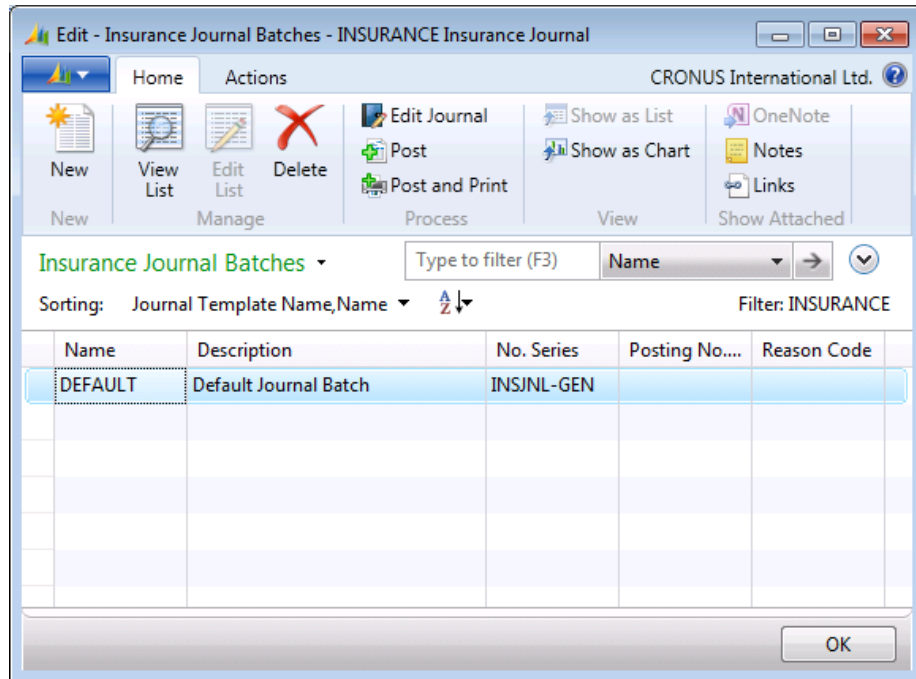 Edit - Insurance Journal Batches - INSURANCE Insurance Journal
Home Actions CRONUS International Ltd.
New
View List
Edit List
Delete
Edit Journal
Post
Post and Print
Show as List
Show as Chart
OneNote
Notes
Links
New Manage Process View Show Attached
Insurance Journal Batches Type to filter (F3) Name
Sorting: Journal Template Name,Name AZ Filter: INSURANCE
Name Description No. Series Posting No.... Reason Code
DEFAULT Default Journal Batch INSJNL-GEN
OK